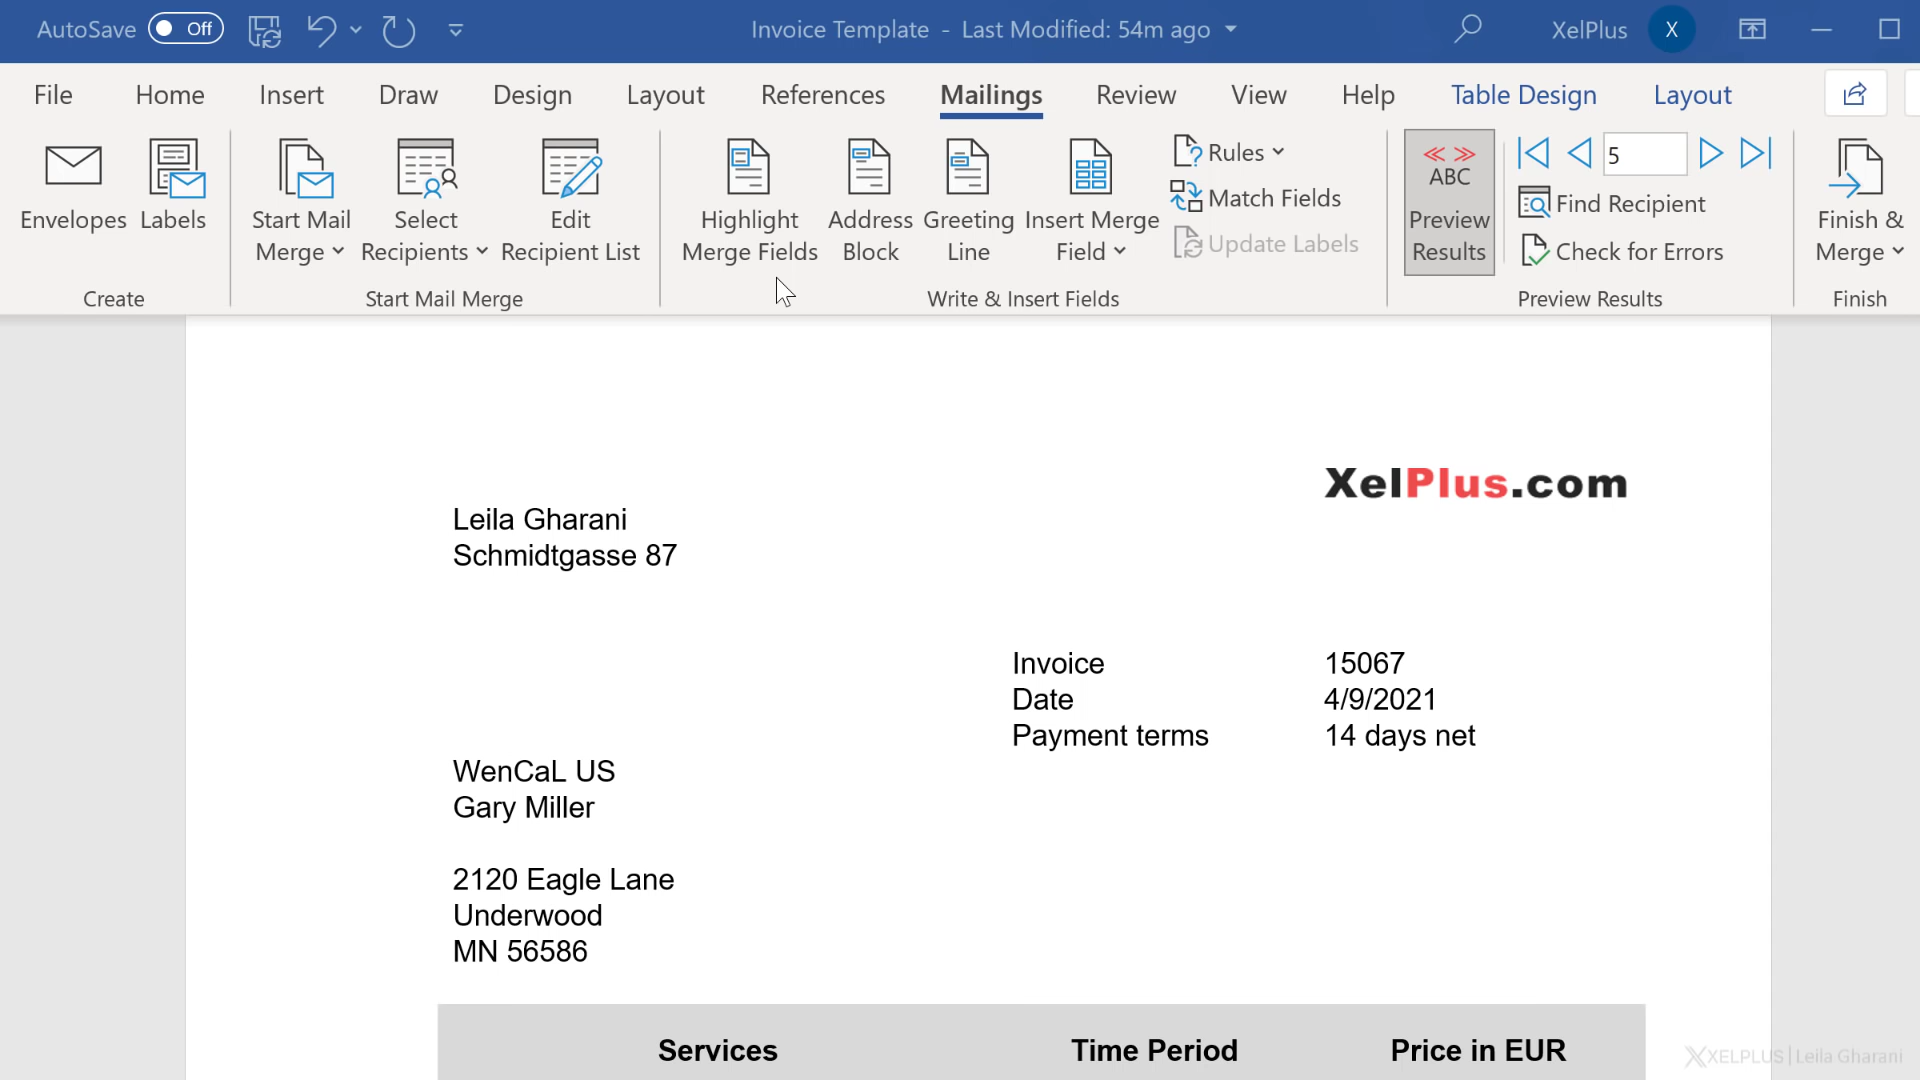 AutoSave Off
Invoice Template - Last Modified: 54m ago
XelPlus X
File Home Insert Draw Design Layout References Mailings Review View Help Table Design Layout
Envelopes
Labels
Create
Start Mail
Merge
Select
Recipients
Edit
Recipient List
Start Mail Merge
Highlight
Merge Fields
Address
Block
Greeting
Line
Insert Merge
Field
Rules
Match Fields
Update Labels
Write & Insert Fields
ABC
Preview
Results
5
Find Recipient
Check for Errors
Preview Results
Finish &
Merge
Finish
XelPlus.com
Leila Gharani
Schmidtgasse 87
Invoice 15067
Date 4/9/2021
Payment terms 14 days net
WenCaL US
Gary Miller
2120 Eagle Lane
Underwood
MN 56586
Services Time Period Price in EUR
XELPLUS | Leila Gharani